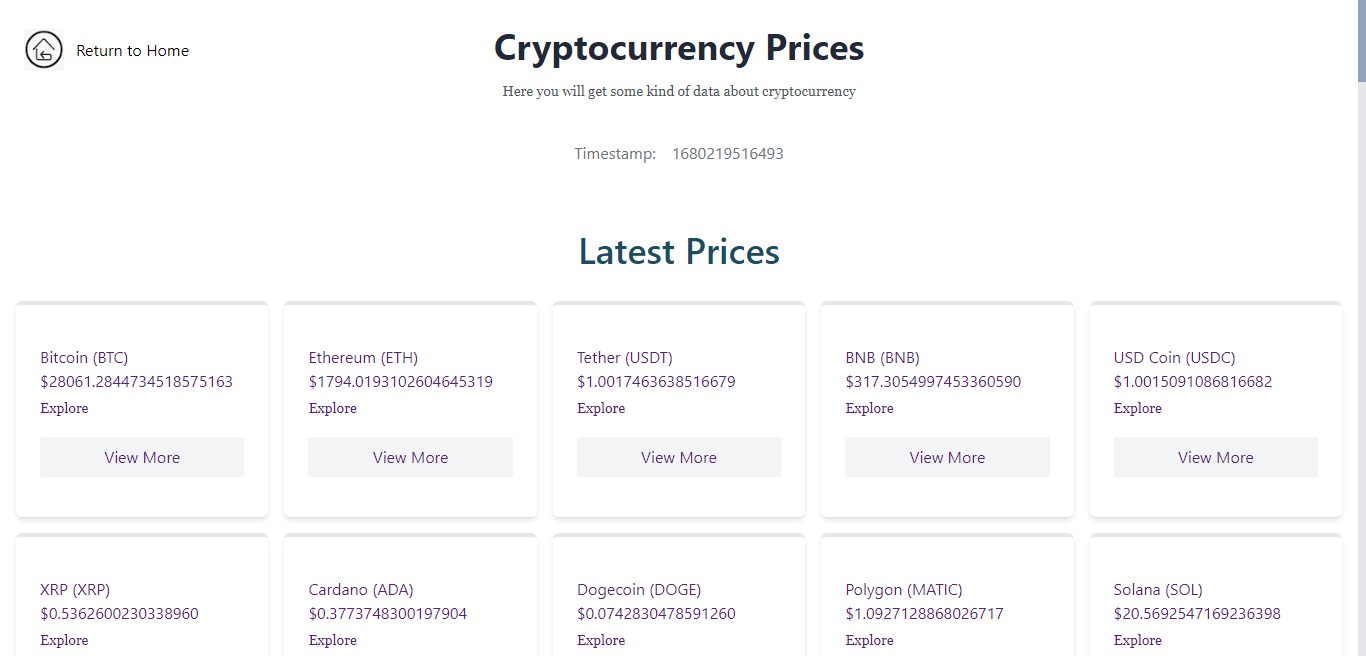 Return to Home
Cryptocurrency Prices
Here you will get some kind of data about cryptocurrency
Timestamp: 1680219516493
Latest Prices
Bitcoin (BTC)
$28061.2844734518575163
Explore
View More
Ethereum (ETH)
$1794.0193102604645319
Explore
View More
Tether (USDT)
$1.0017463638516679
Explore
View More
BNB (BNB)
$317.3054997453360590
Explore
View More
USD Coin (USDC)
$1.0015091086816682
Explore
View More
XRP (XRP)
$0.5362600230338960
Explore
Cardano (ADA)
$0.3773748300197904
Explore
Dogecoin (DOGE)
$0.0742830478591260
Explore
Polygon (MATIC)
$1.0927128868026717
Explore
Solana (SOL)
$20.5692547169236398
Explore